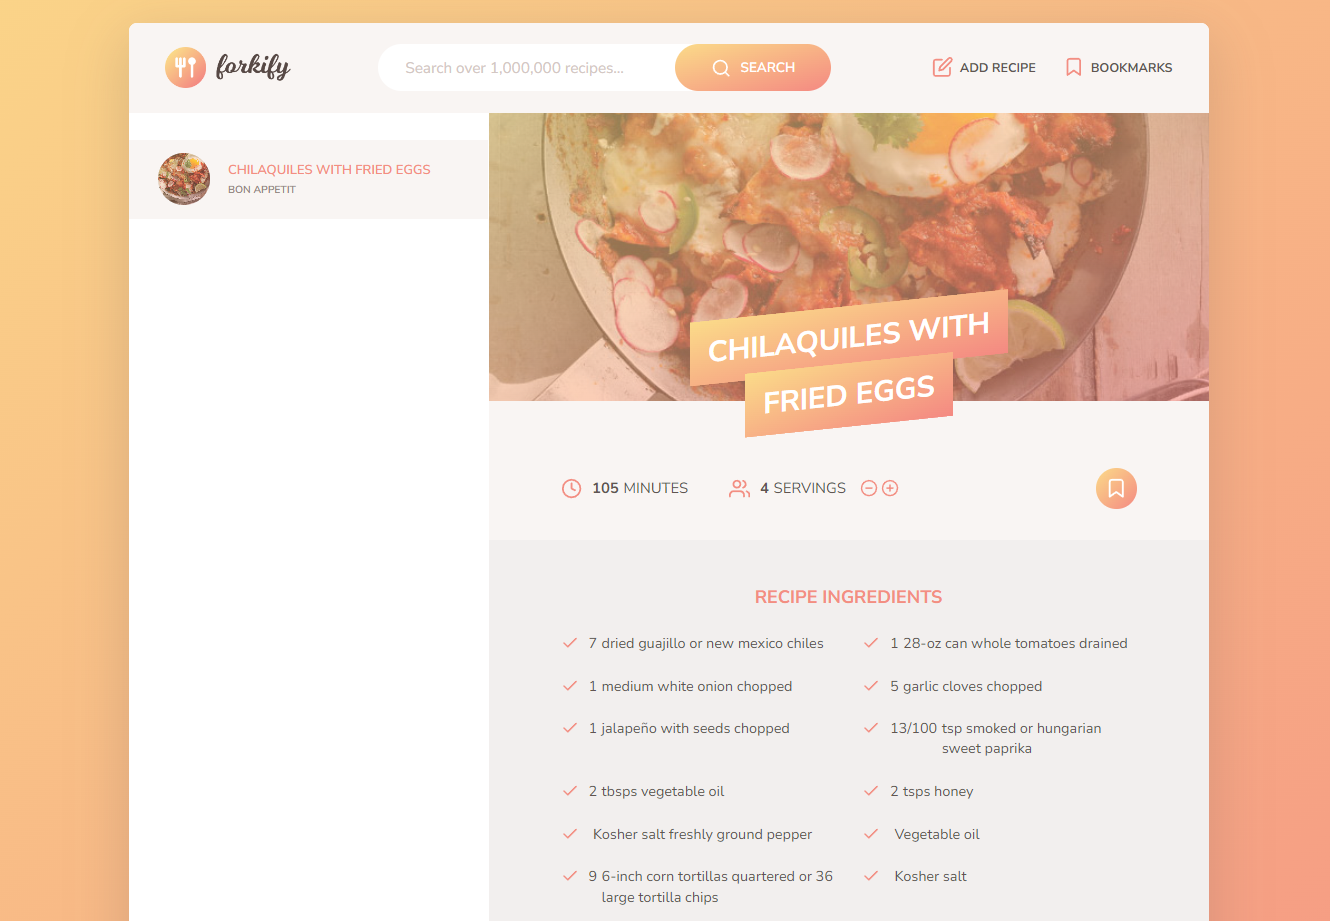 forkify
Search over 1,000,000 recipes...
SEARCH
ADD RECIPE
BOOKMARKS
CHILAQUILES WITH FRIED EGGS
BON APPETIT
CHILAQUILES WITH
FRIED EGGS
105 MINUTES
4 SERVINGS
RECIPE INGREDIENTS
7 dried guajillo or new mexico chiles
1 28-oz can whole tomatoes drained
1 medium white onion chopped
5 garlic cloves chopped
1 jalapeño with seeds chopped
13/100 tsp smoked or hungarian
sweet paprika
2 tbsps vegetable oil
2 tsps honey
Kosher salt freshly ground pepper
Vegetable oil
9 6-inch corn tortillas quartered or 36
large tortilla chips
Kosher salt